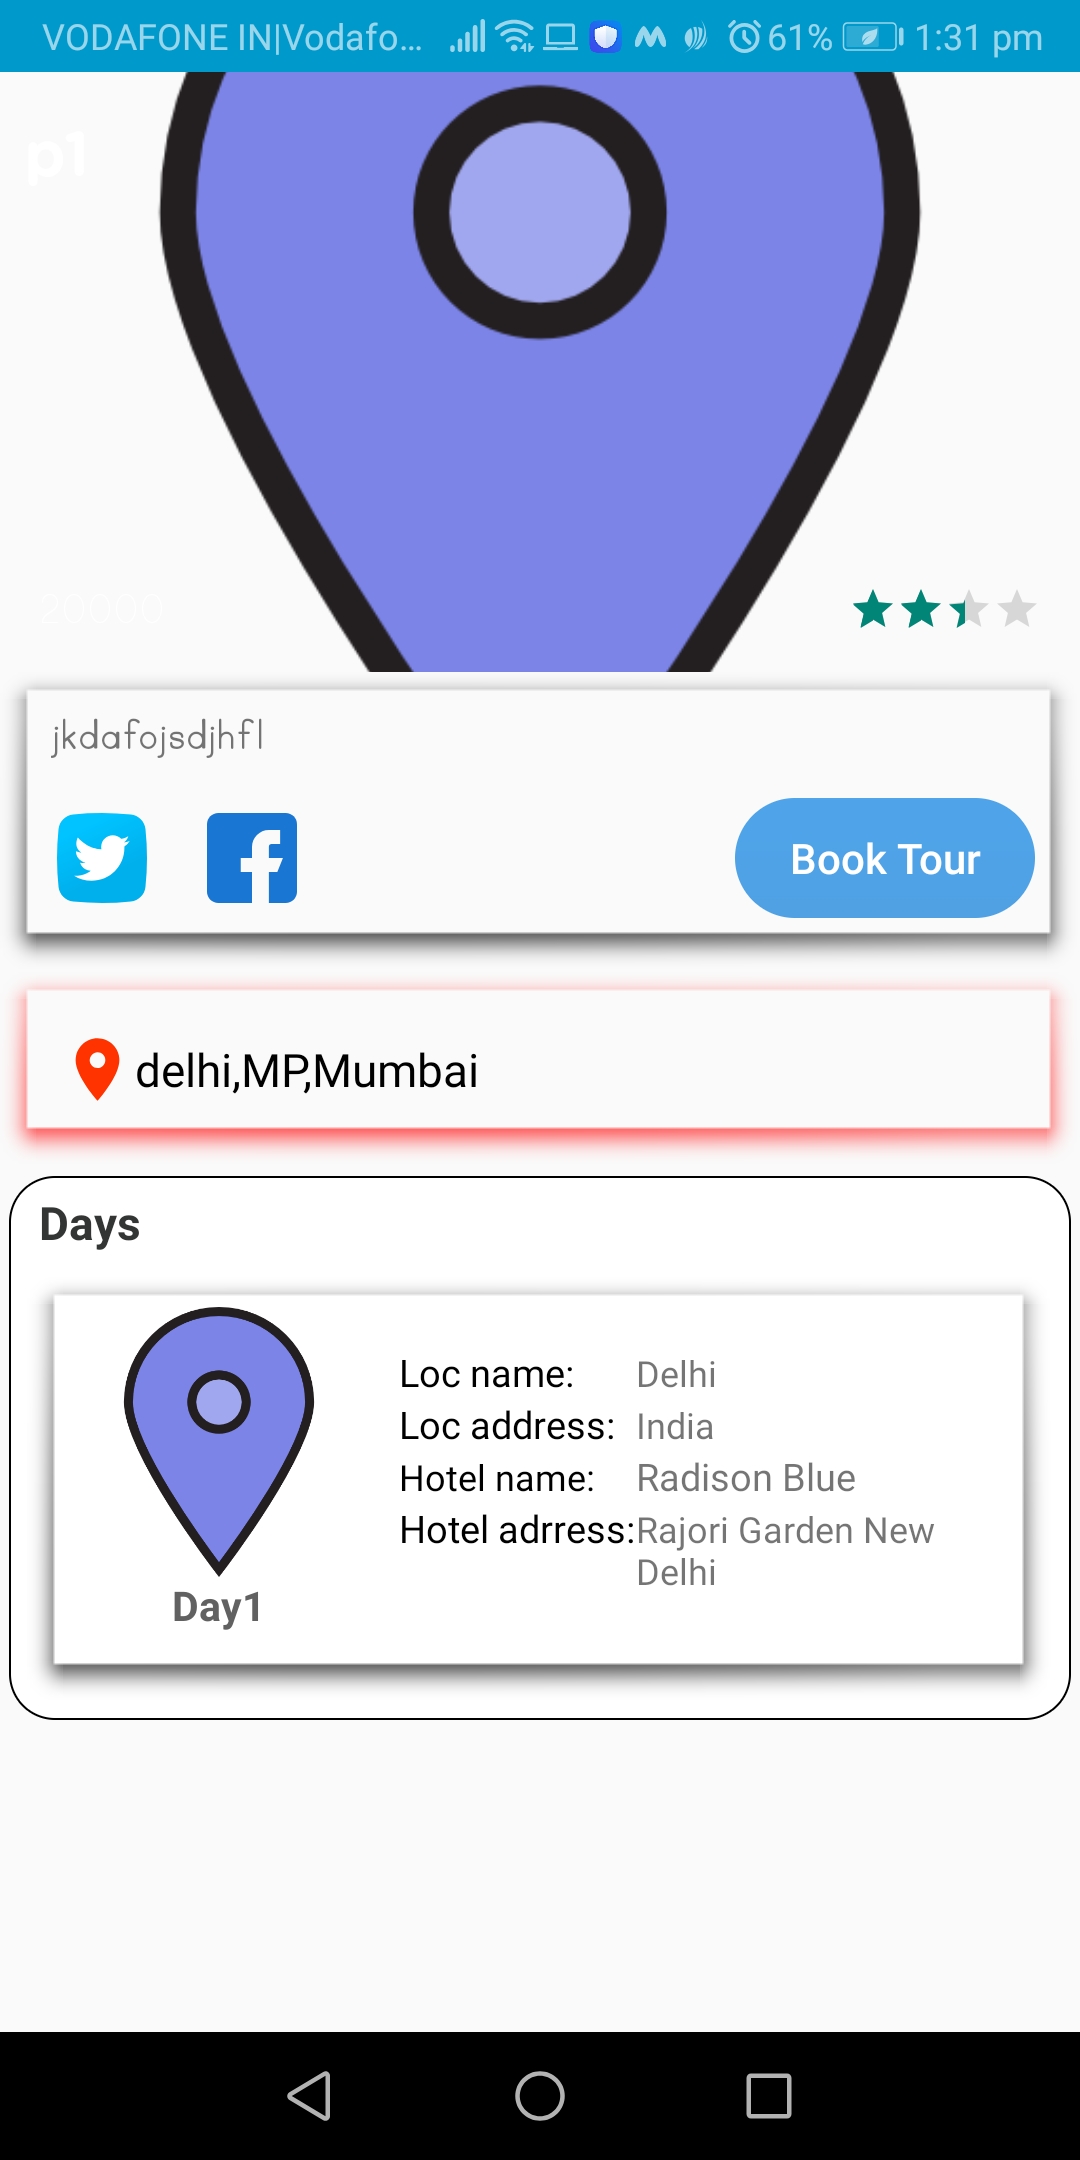 VODAFONE IN|Vodafo... 61% 1:31 pm
p1
20000
jkdafojsdjhfl
Book Tour
delhi,MP,Mumbai
Days
Loc name: Delhi
Loc address: India
Hotel name: Radison Blue
Hotel adrress:Rajori Garden New
Delhi
Day1